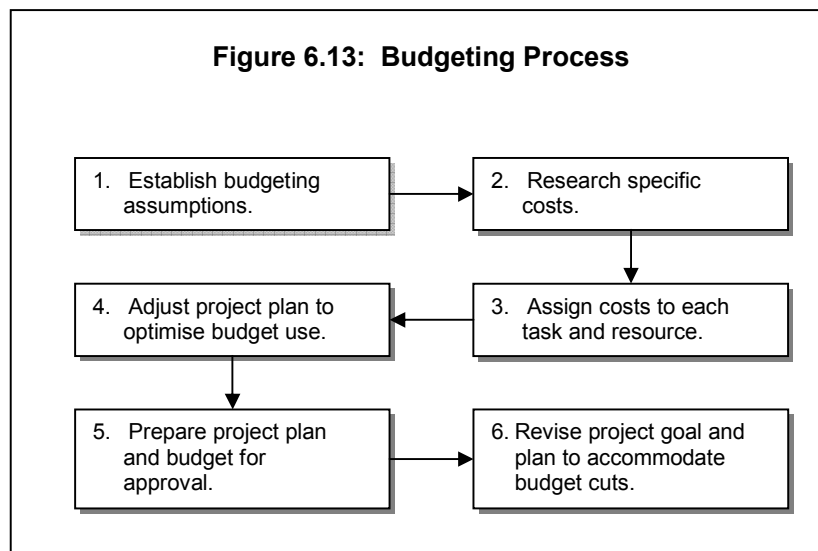 Figure 6.13: Budgeting Process
1. Establish budgeting
assumptions.
2. Research specific
costs.
3. Assign costs to each
task and resource.
4. Adjust project plan to
optimise budget use.
5. Prepare project plan
and budget for
approval.
6. Revise project goal and
plan to accommodate
budget cuts.